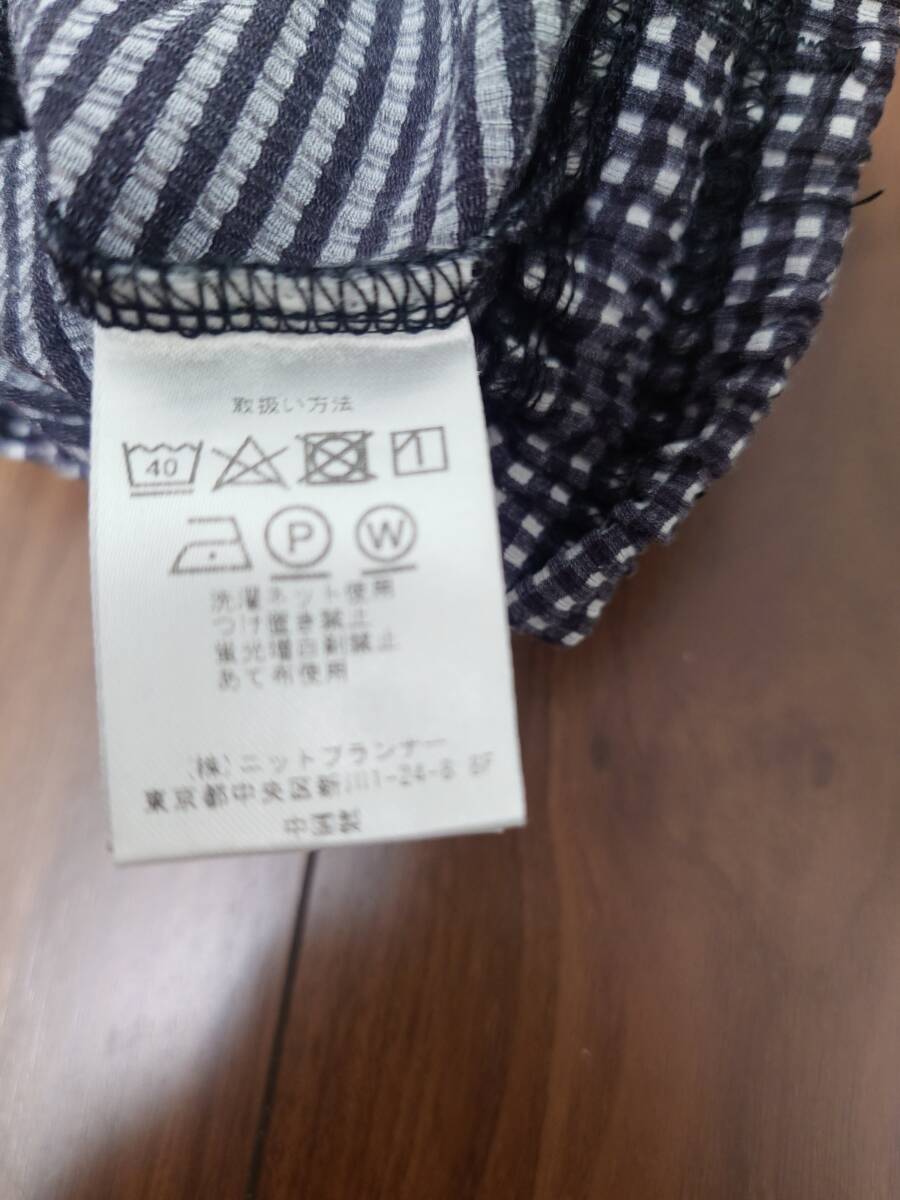 取扱い方法
40
P W
洗濯ネット使用
つけ置き禁止
蛍光増白剤禁止
あて布使用
(株)ニットプランナー
東京都中央区新川1-24-8 6F
中国製